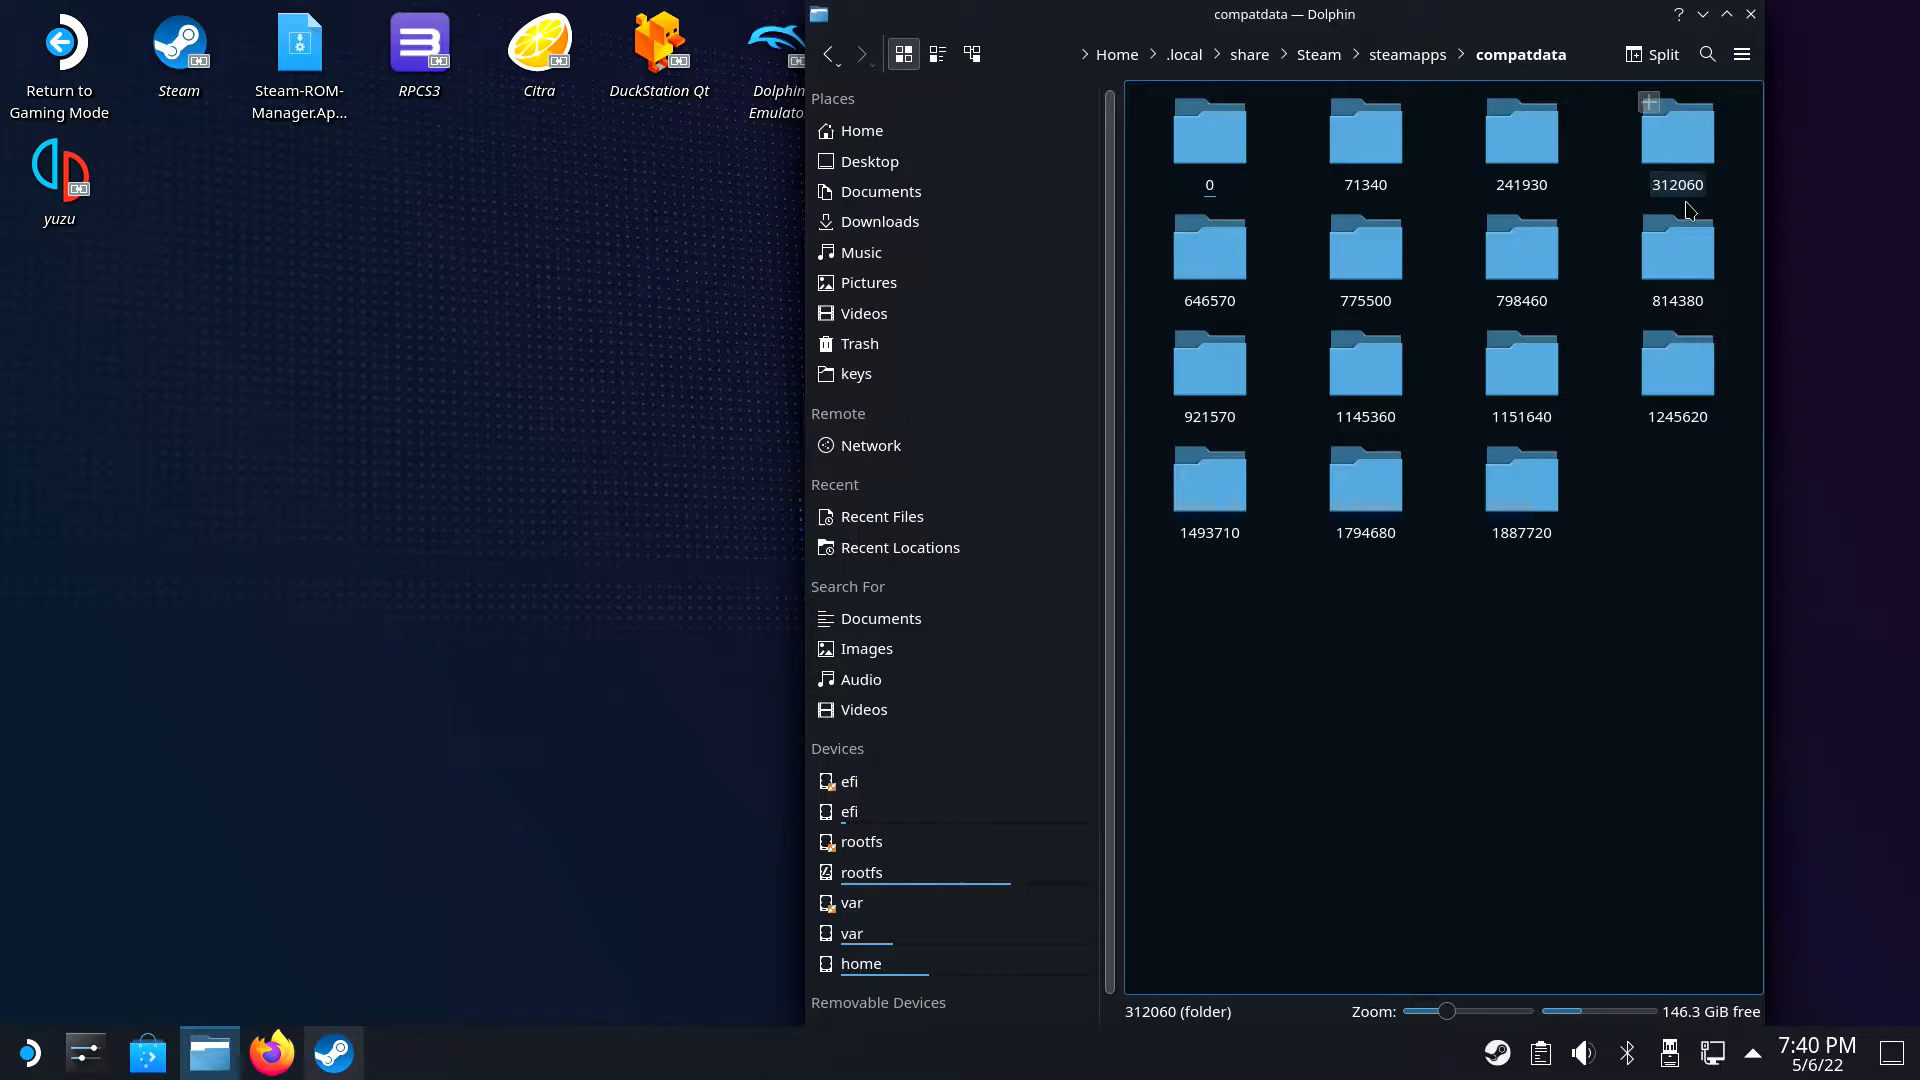 Return to
Gaming Mode
Steam
Steam-ROM-
Manager.Ap...
RPCS3
Citra
DuckStation Qt
Dolphin
Emulato
yuzu
compatdata — Dolphin
Home
.local
share
Steam
steamapps
compatdata
Split
Places
Home
Desktop
Documents
Downloads
Music
Pictures
Videos
Trash
keys
Remote
Network
Recent
Recent Files
Recent Locations
Search For
Documents
Images
Audio
Videos
Devices
efi
efi
rootfs
rootfs
var
var
home
Removable Devices
0
71340
241930
312060
646570
775500
798460
814380
921570
1145360
1151640
1245620
1493710
1794680
1887720
312060 (folder)
Zoom:
146.3 GiB free
7:40 PM
5/6/22